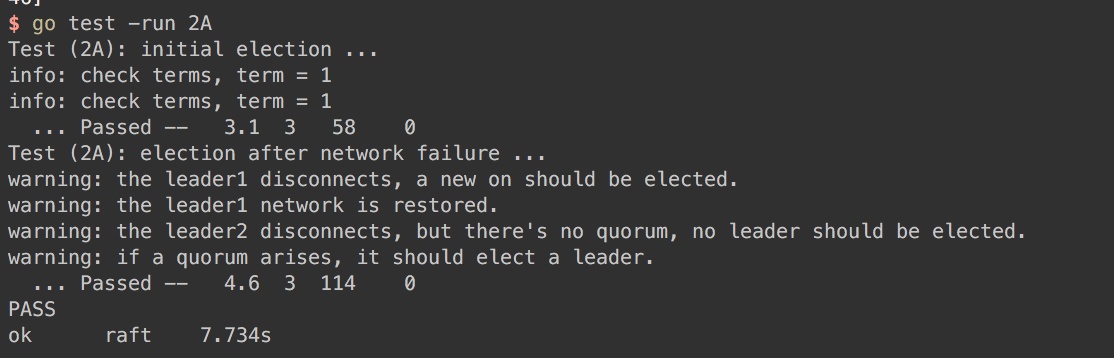 40]
$ go test -run 2A
Test (2A): initial election ...
info: check terms, term = 1
info: check terms, term = 1
  ... Passed --   3.1  3   58    0
Test (2A): election after network failure ...
warning: the leader1 disconnects, a new on should be elected.
warning: the leader1 network is restored.
warning: the leader2 disconnects, but there's no quorum, no leader should be elected.
warning: if a quorum arises, it should elect a leader.
  ... Passed --   4.6  3  114    0
PASS
ok      raft    7.734s